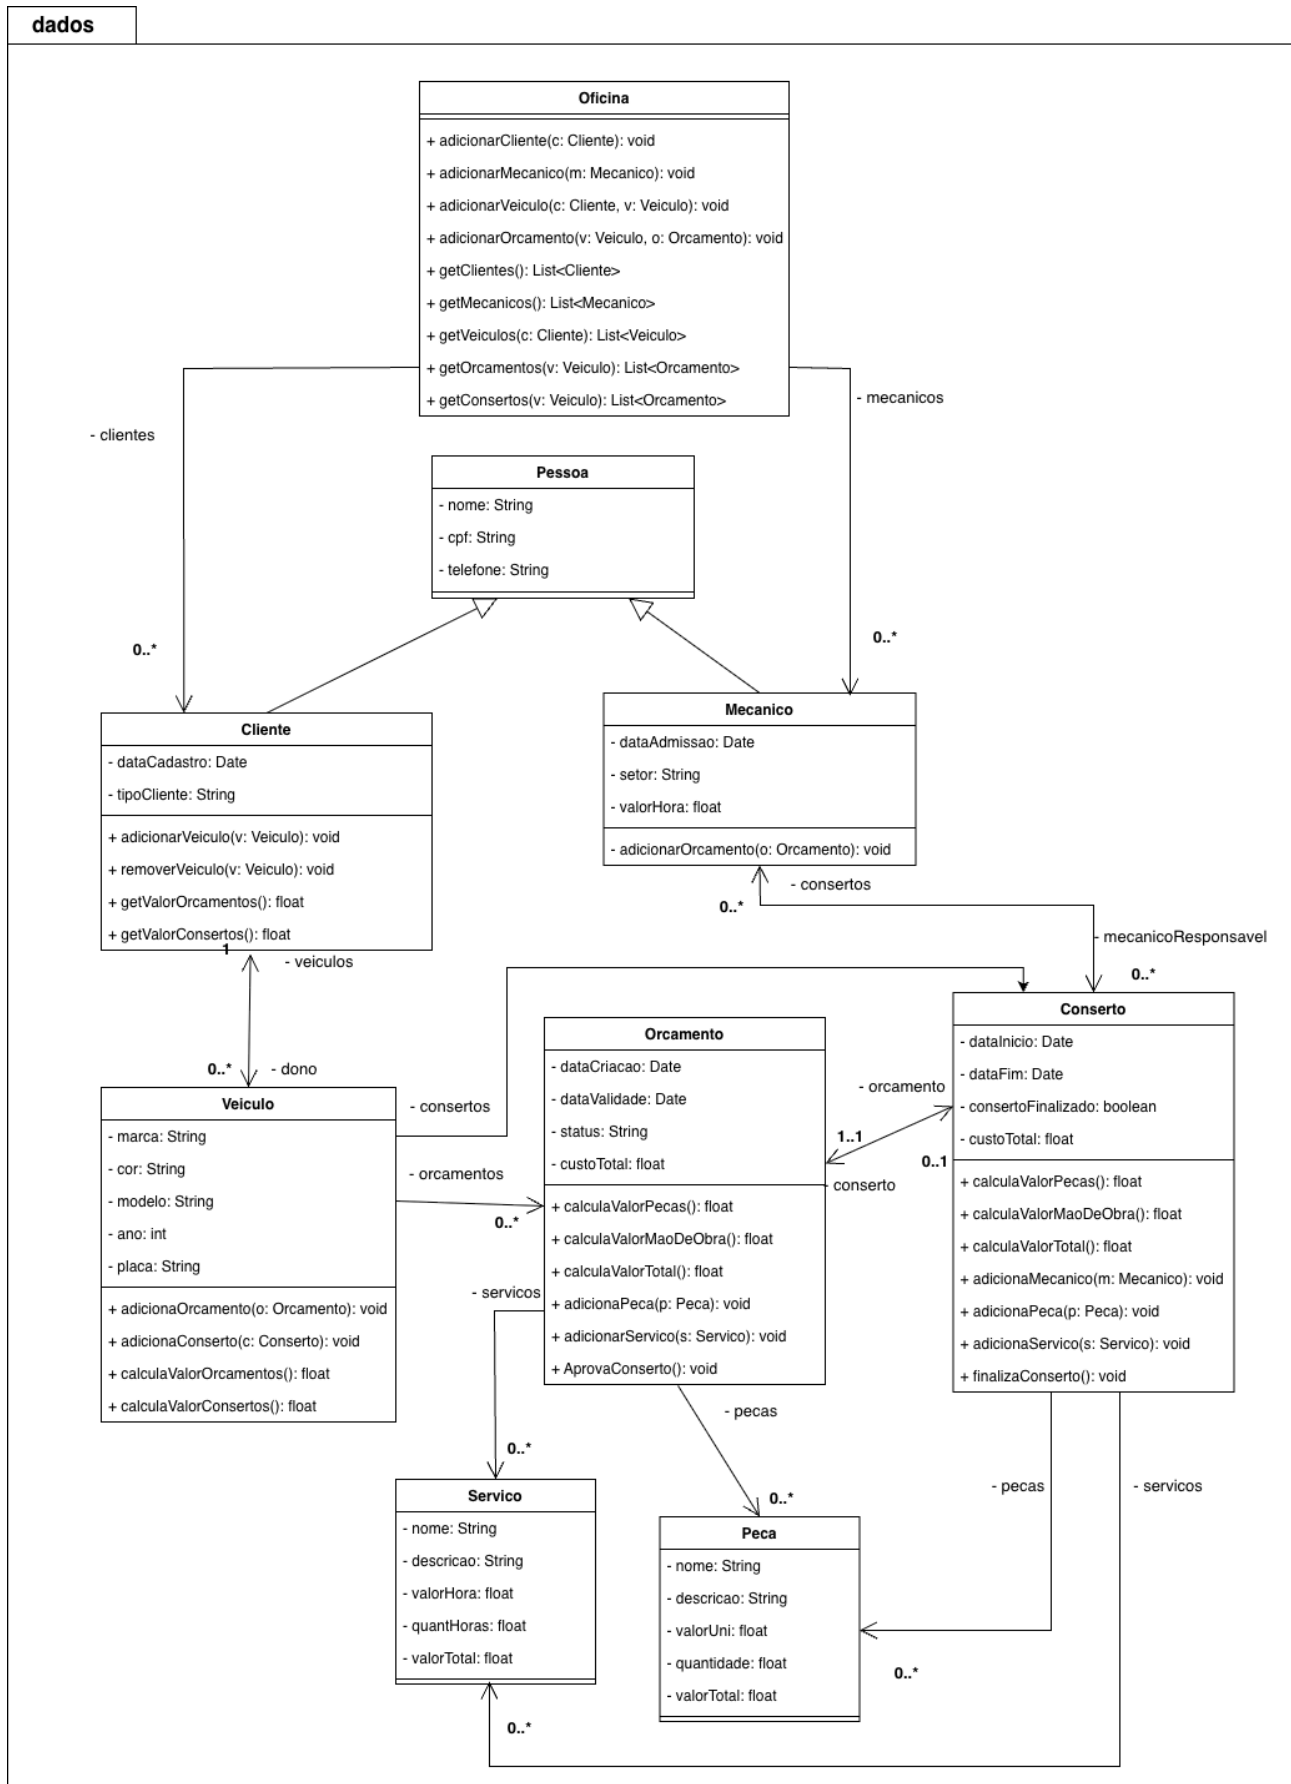 dados
Oficina
+ adicionarCliente(c: Cliente): void
+ adicionarMecanico(m: Mecanico): void
+ adicionarVeiculo(c: Cliente, v: Veiculo): void
+ adicionarOrcamento(v: Veiculo, o: Orcamento): void
+ getClientes(): List<Cliente>
+ getMecanicos(): List<Mecanico>
+ getVeiculos(c: Cliente): List<Veiculo>
+ getOrcamentos(v: Veiculo): List<Orcamento>
+ getConsertos(v: Veiculo): List<Orcamento>
- clientes
0..*
- mecanicos
0..*
Pessoa
- nome: String
- cpf: String
- telefone: String
Cliente
- dataCadastro: Date
- tipoCliente: String
+ adicionarVeiculo(v: Veiculo): void
+ removerVeiculo(v: Veiculo): void
+ getValorOrcamentos(): float
+ getValorConsertos(): float
Mecanico
- dataAdmissao: Date
- setor: String
- valorHora: float
- adicionarOrcamento(o: Orcamento): void
1
- veiculos
0..*
- dono
- consertos
0..*
- mecanicoResponsavel
0..*
Veiculo
- marca: String
- cor: String
- modelo: String
- ano: int
- placa: String
+ adicionaOrcamento(o: Orcamento): void
+ adicionaConserto(c: Conserto): void
+ calculaValorOrcamentos(): float
+ calculaValorConsertos(): float
- consertos
- orcamentos
0..*
Orcamento
- dataCriacao: Date
- dataValidade: Date
- status: String
- custoTotal: float
+ calculaValorPecas(): float
+ calculaValorMaoDeObra(): float
+ calculaValorTotal(): float
+ adicionaPeca(p: Peca): void
+ adicionarServico(s: Servico): void
+ AprovaConserto(): void
- orcamento
1..1
0..1
- conserto
Conserto
- dataInicio: Date
- dataFim: Date
- consertoFinalizado: boolean
- custoTotal: float
+ calculaValorPecas(): float
+ calculaValorMaoDeObra(): float
+ calculaValorTotal(): float
+ adicionaMecanico(m: Mecanico): void
+ adicionaPeca(p: Peca): void
+ adicionaServico(s: Servico): void
+ finalizaConserto(): void
- servicos
0..*
- pecas
0..*
- pecas
0..*
- servicos
0..*
Servico
- nome: String
- descricao: String
- valorHora: float
- quantHoras: float
- valorTotal: float
Peca
- nome: String
- descricao: String
- valorUni: float
- quantidade: float
- valorTotal: float